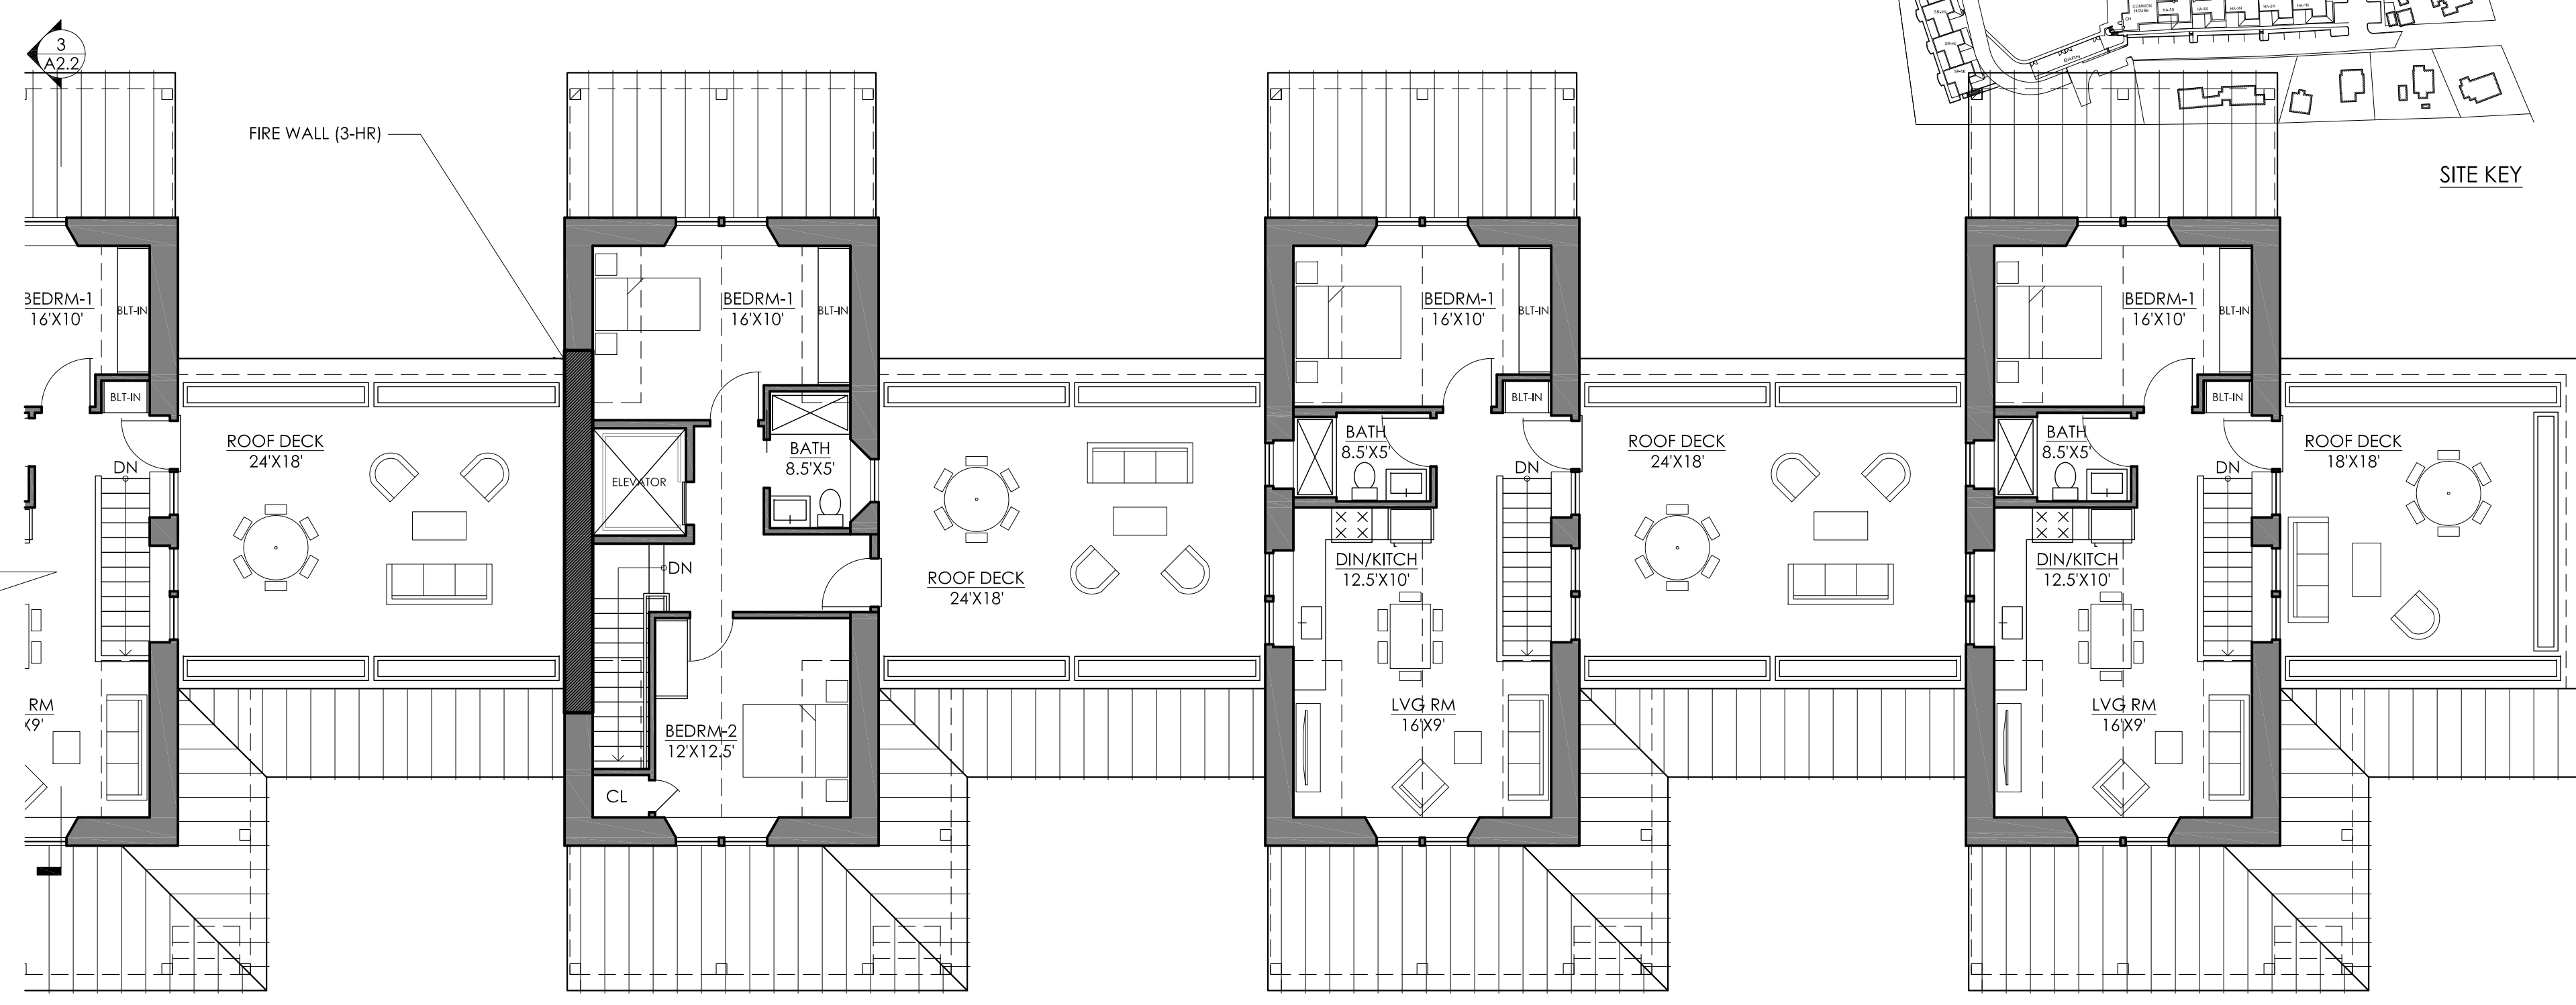 3
A2.2
FIRE WALL (3-HR)
COMMON
HOUSE
CH
BARN
SITE KEY
BEDRM-1
16'X10'
BLT-IN
BLT-IN
DN
ROOF DECK
24'X18'
RM
X9'
BEDRM-1
16'X10'
BLT-IN
ELEVATOR
BATH
8.5'X5'
DN
BEDRM-2
12'X12.5'
CL
ROOF DECK
24'X18'
BEDRM-1
16'X10'
BLT-IN
BLT-IN
BATH
8.5'X5'
DN
DIN/KITCH
12.5'X10'
LVG RM
16'X9'
ROOF DECK
24'X18'
BEDRM-1
16'X10'
BLT-IN
BLT-IN
BATH
8.5'X5'
DN
DIN/KITCH
12.5'X10'
LVG RM
16'X9'
ROOF DECK
18'X18'